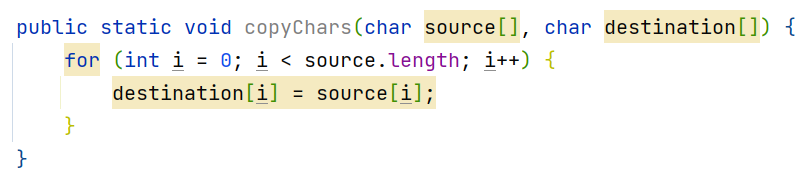 public static void copyChars(char source[], char destination[]) {
    for (int i = 0; i < source.length; i++) {
        destination[i] = source[i];
    }
}